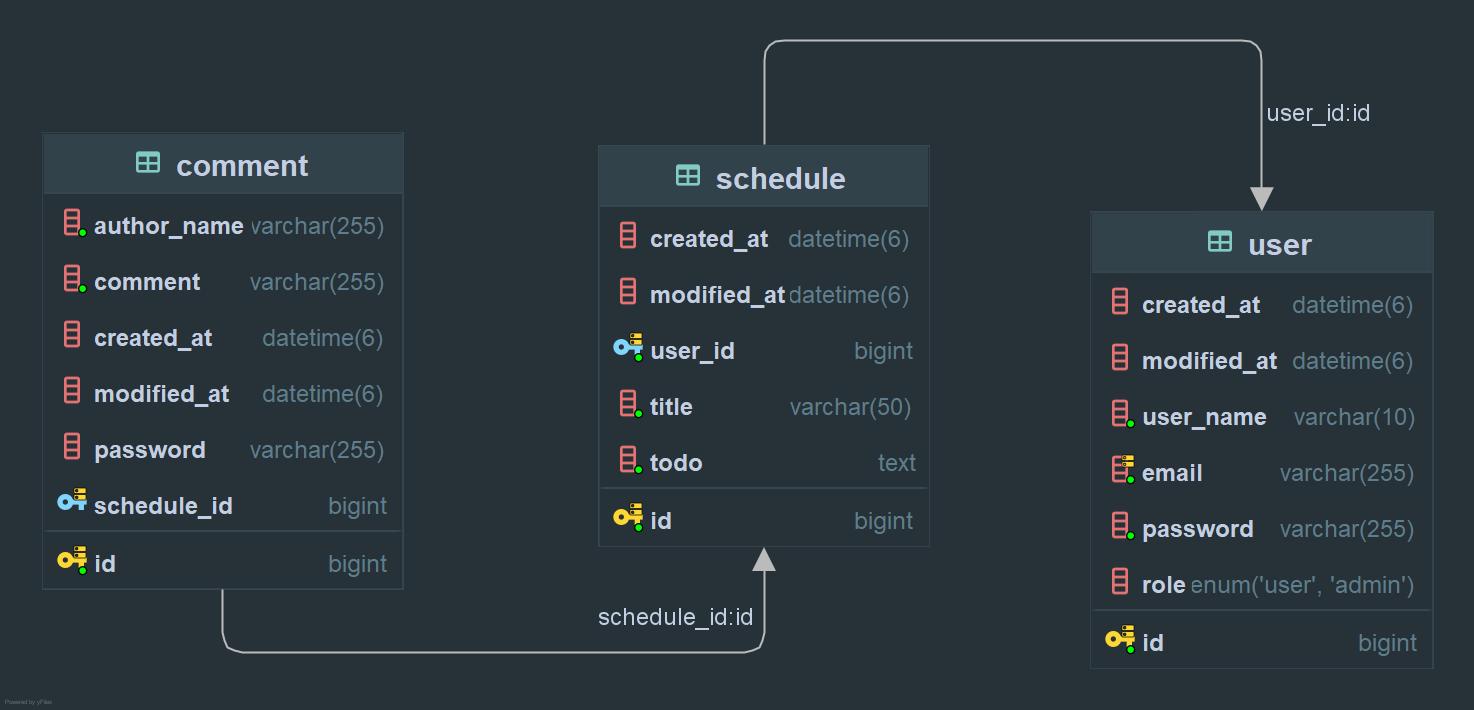 comment
author_name varchar(255)
comment varchar(255)
created_at datetime(6)
modified_at datetime(6)
password varchar(255)
schedule_id bigint
id bigint
schedule_id:id
schedule
created_at datetime(6)
modified_at datetime(6)
user_id bigint
title varchar(50)
todo text
id bigint
user_id:id
user
created_at datetime(6)
modified_at datetime(6)
user_name varchar(10)
email varchar(255)
password varchar(255)
role enum('user', 'admin')
id bigint
Powered by yFiles